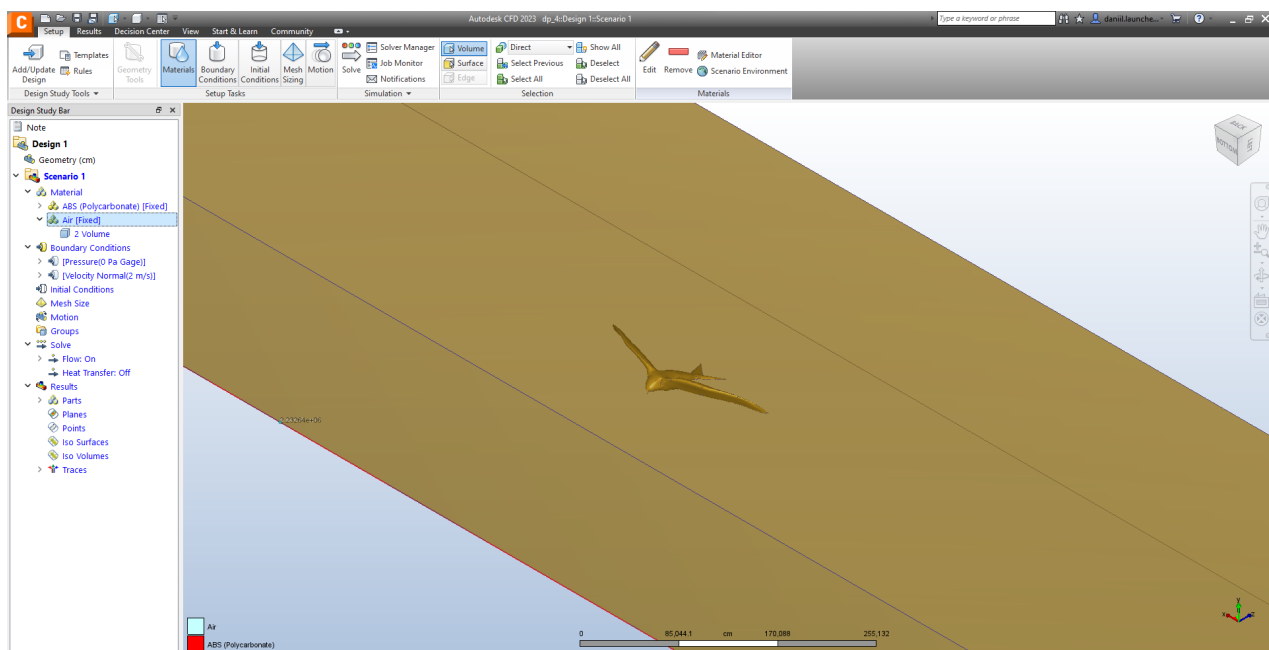 C
Autodesk CFD 2023 dp_4::Design 1::Scenario 1
Type a keyword or phrase
daniil.launche...
Setup Results Decision Center View Start & Learn Community
Add/Update Design
Templates
Rules
Geometry Tools
Materials
Boundary Conditions
Initial Conditions
Mesh Sizing
Motion
Solve
Solver Manager
Job Monitor
Notifications
Volume
Surface
Edge
Direct
Select Previous
Select All
Show All
Deselect
Deselect All
Edit
Remove
Material Editor
Scenario Environment
Design Study Tools
Setup Tasks
Simulation
Selection
Materials
Design Study Bar
Note
Design 1
Geometry (cm)
Scenario 1
Material
ABS (Polycarbonate) [Fixed]
Air [Fixed]
2 Volume
Boundary Conditions
[Pressure(0 Pa Gage)]
[Velocity Normal(2 m/s)]
Initial Conditions
Mesh Size
Motion
Groups
Solve
Flow: On
Heat Transfer: Off
Results
Parts
Planes
Points
Iso Surfaces
Iso Volumes
Traces
BACK
BOTTOM
Air
ABS (Polycarbonate)
0 85,044.1 cm 170,088 255,132
Y
X
Z